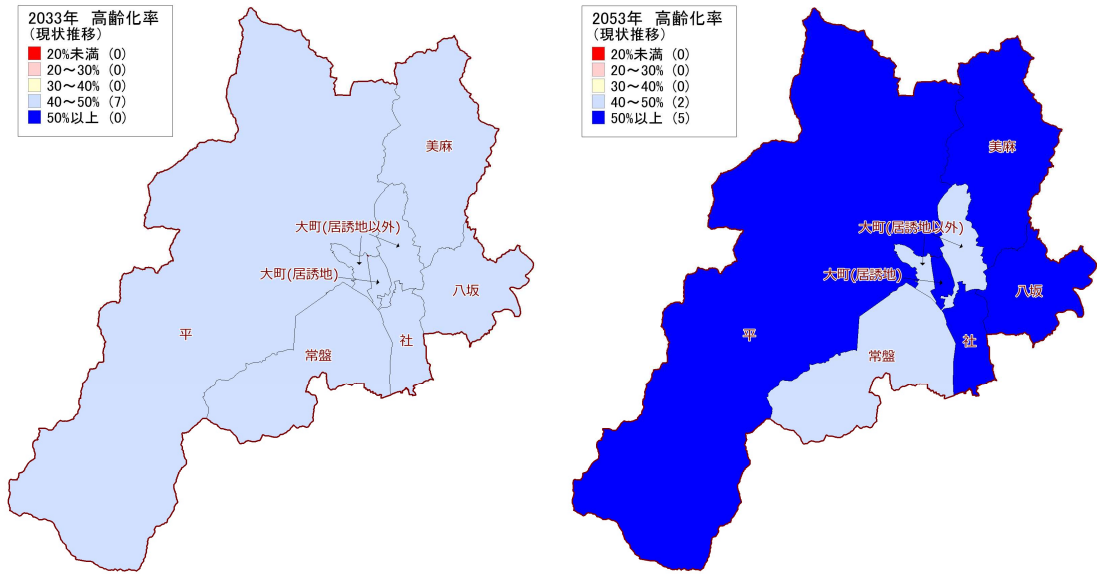 2033年 高齢化率
(現状推移)
20%未満 (0)
20～30% (0)
30～40% (0)
40～50% (7)
50%以上 (0)
美麻
大町(居誘地以外)
大町(居誘地)
八坂
平
社
常盤
2053年 高齢化率
(現状推移)
20%未満 (0)
20～30% (0)
30～40% (0)
40～50% (2)
50%以上 (5)
美麻
大町(居誘地以外)
大町(居誘地)
八坂
平
社
常盤